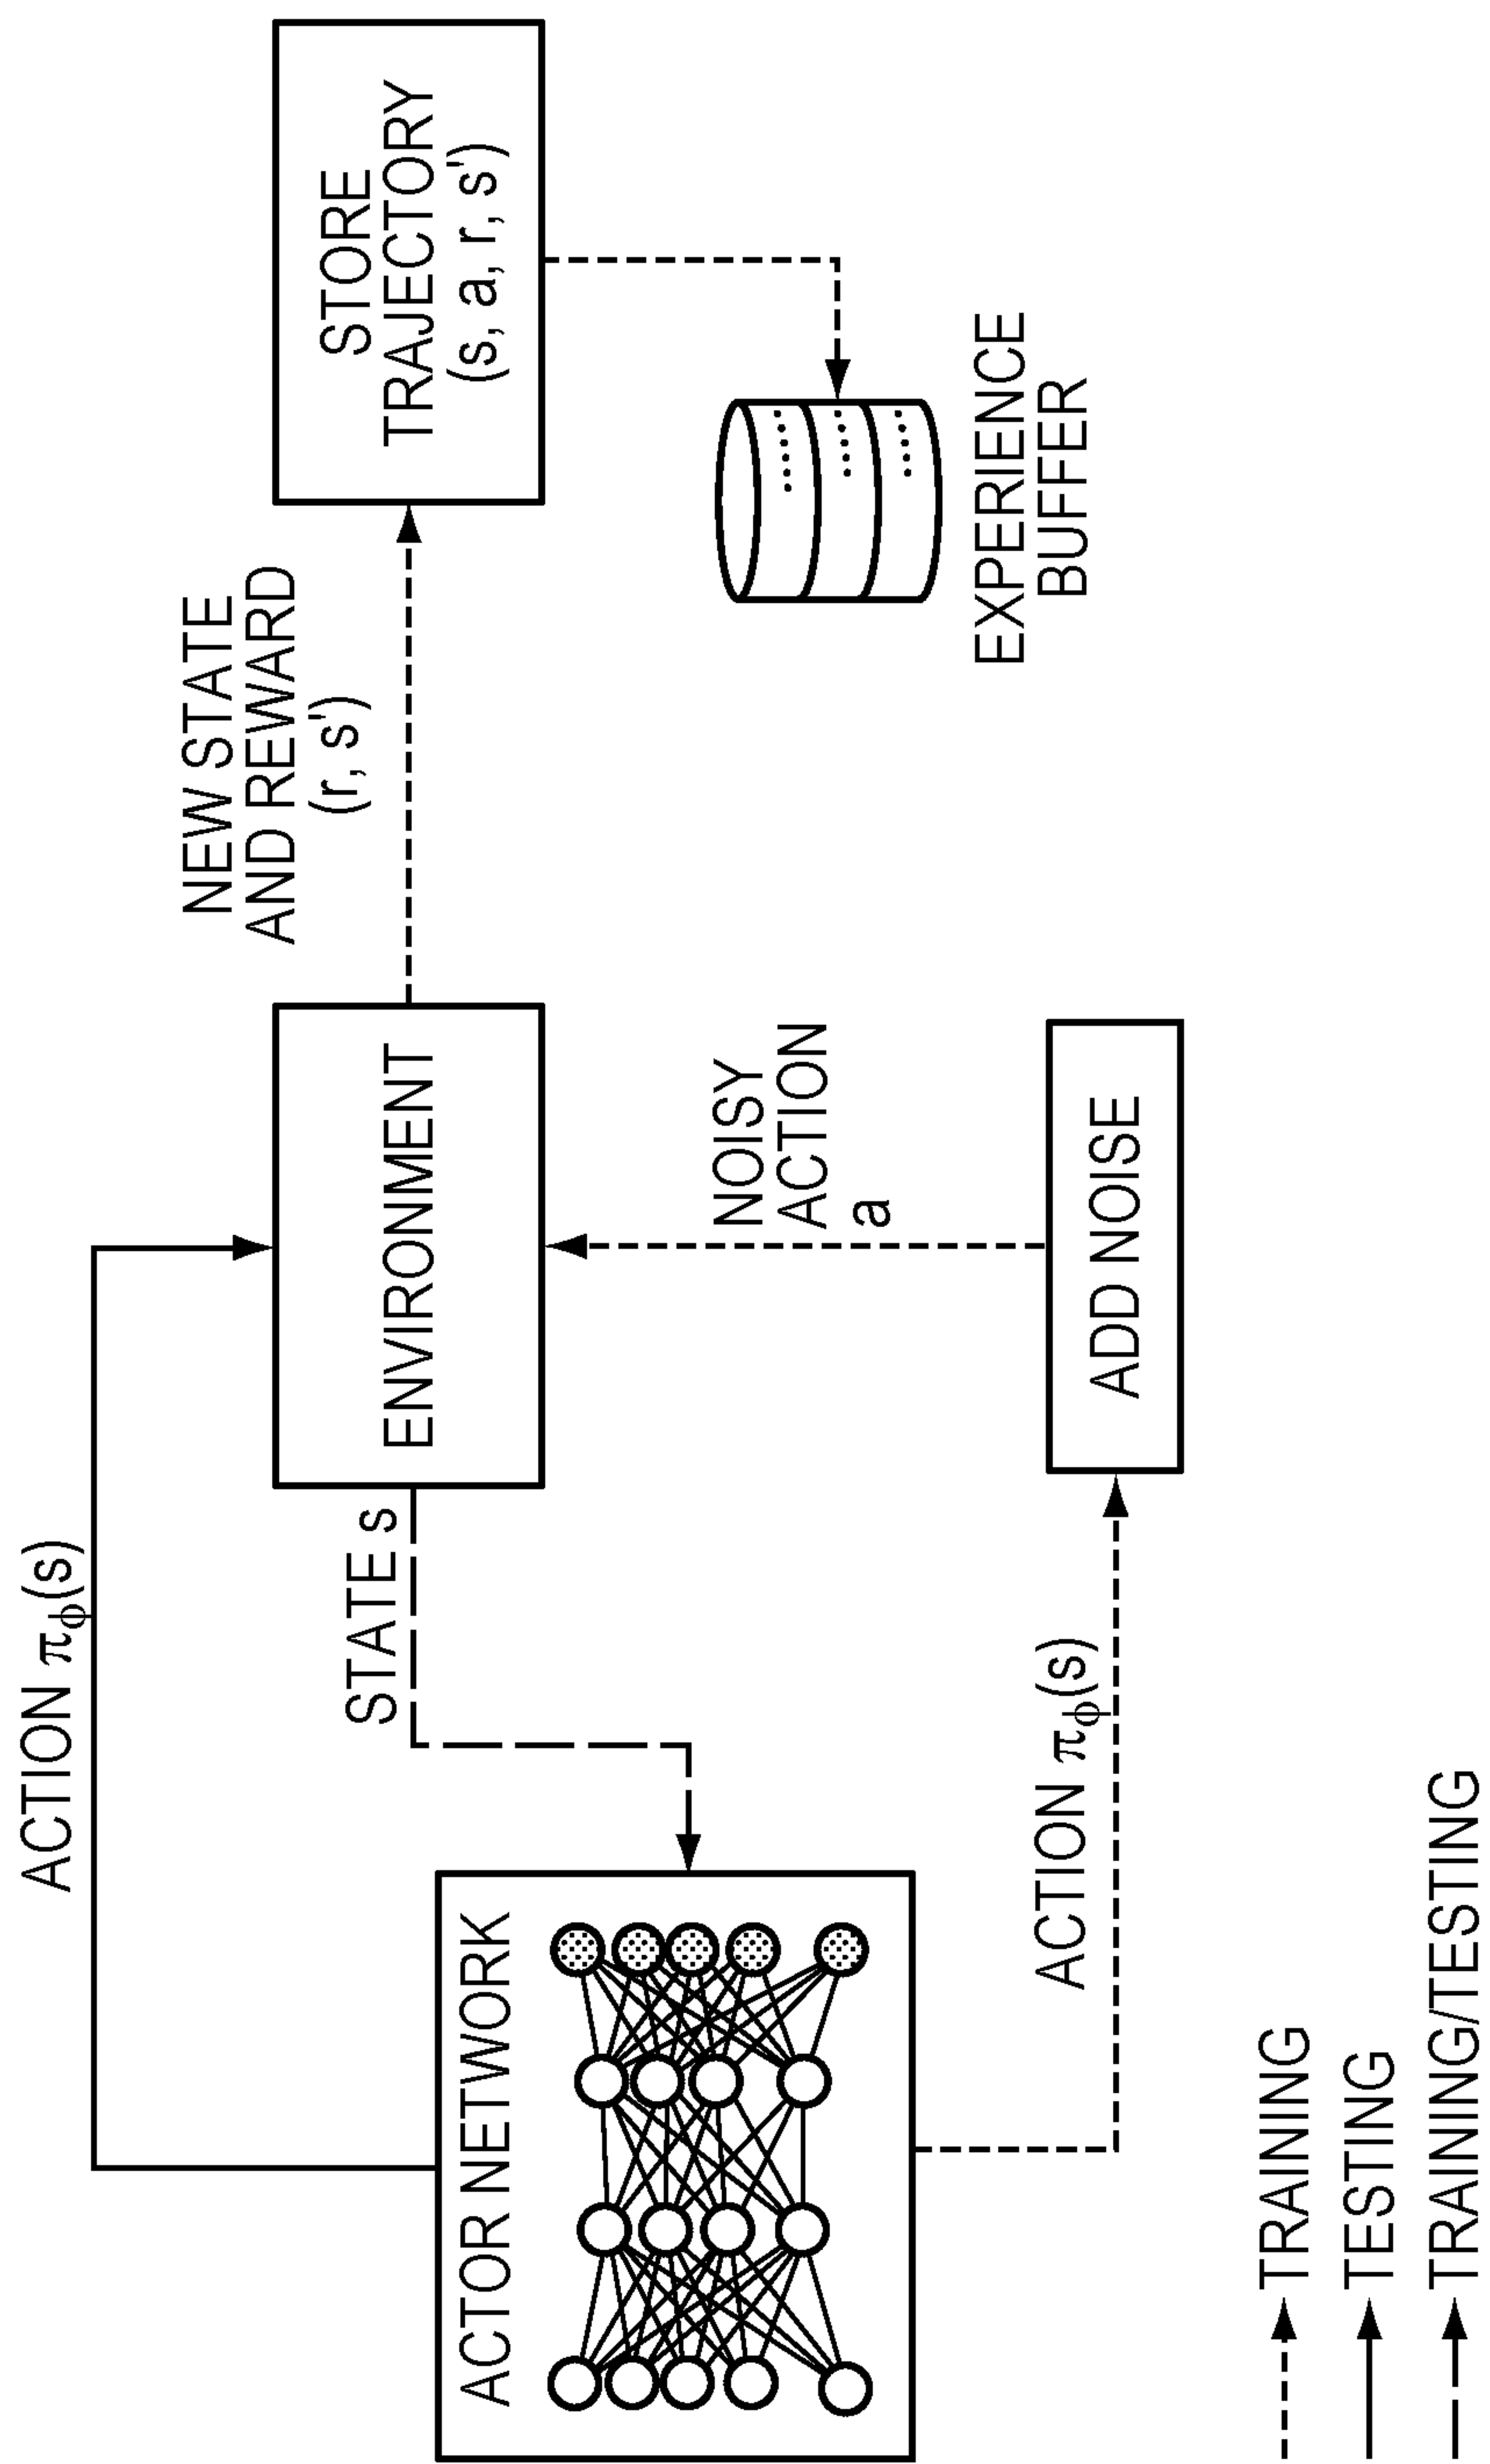 ACTION πϕ(s)
ACTOR NETWORK
STATE s
ENVIRONMENT
NEW STATE
AND REWARD
(r, s')
STORE
TRAJECTORY
(s, a, r, s')
NOISY
ACTION
a
EXPERIENCE
BUFFER
ACTION πϕ(s)
ADD NOISE
TRAINING
TESTING
TRAINING/TESTING